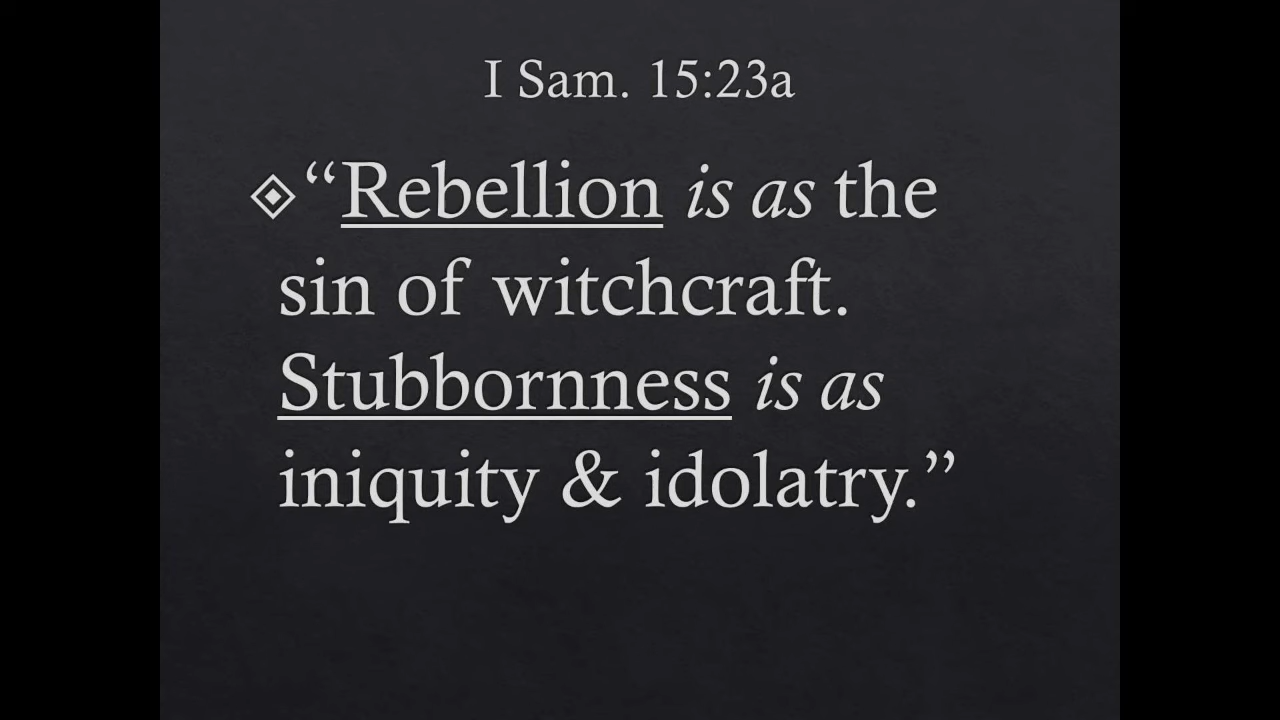 I Sam. 15:23a
“Rebellion is as the
sin of witchcraft.
Stubbornness is as
iniquity & idolatry.”